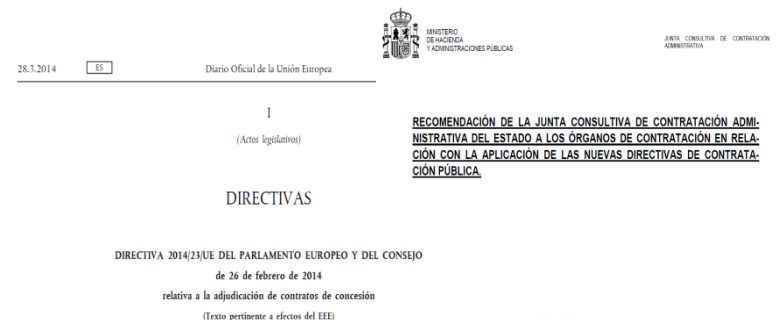 28.3.2014 ES Diario Oficial de la Unión Europea
I
(Actos legislativos)
DIRECTIVAS
DIRECTIVA 2014/23/UE DEL PARLAMENTO EUROPEO Y DEL CONSEJO
de 26 de febrero de 2014
relativa a la adjudicación de contratos de concesión
(Texto pertinente a efectos del EEE)
MINISTERIO
DE HACIENDA
Y ADMINISTRACIONES PÚBLICAS
JUNTA CONSULTIVA DE CONTRATACIÓN
ADMINISTRATIVA
RECOMENDACIÓN DE LA JUNTA CONSULTIVA DE CONTRATACIÓN ADMI-
NISTRATIVA DEL ESTADO A LOS ÓRGANOS DE CONTRATACIÓN EN RELA-
CIÓN CON LA APLICACIÓN DE LAS NUEVAS DIRECTIVAS DE CONTRATA-
CIÓN PÚBLICA.